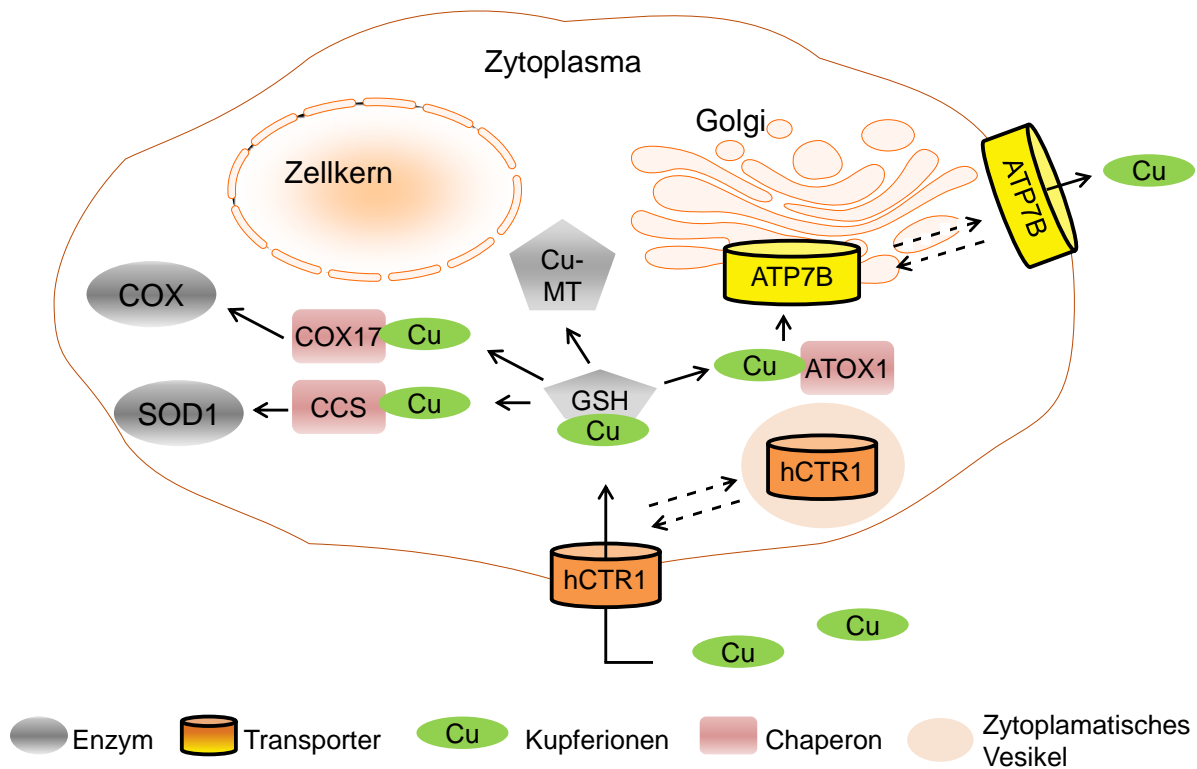 Zytoplasma
Golgi
Zellkern
ATP7B
Cu
Cu-
MT
ATP7B
COX
COX17
Cu
Cu
ATOX1
SOD1
CCS
Cu
GSH
Cu
hCTR1
hCTR1
Cu
Cu
Enzym
Transporter
Cu
Kupferionen
Chaperon
Zytoplamatisches
Vesikel